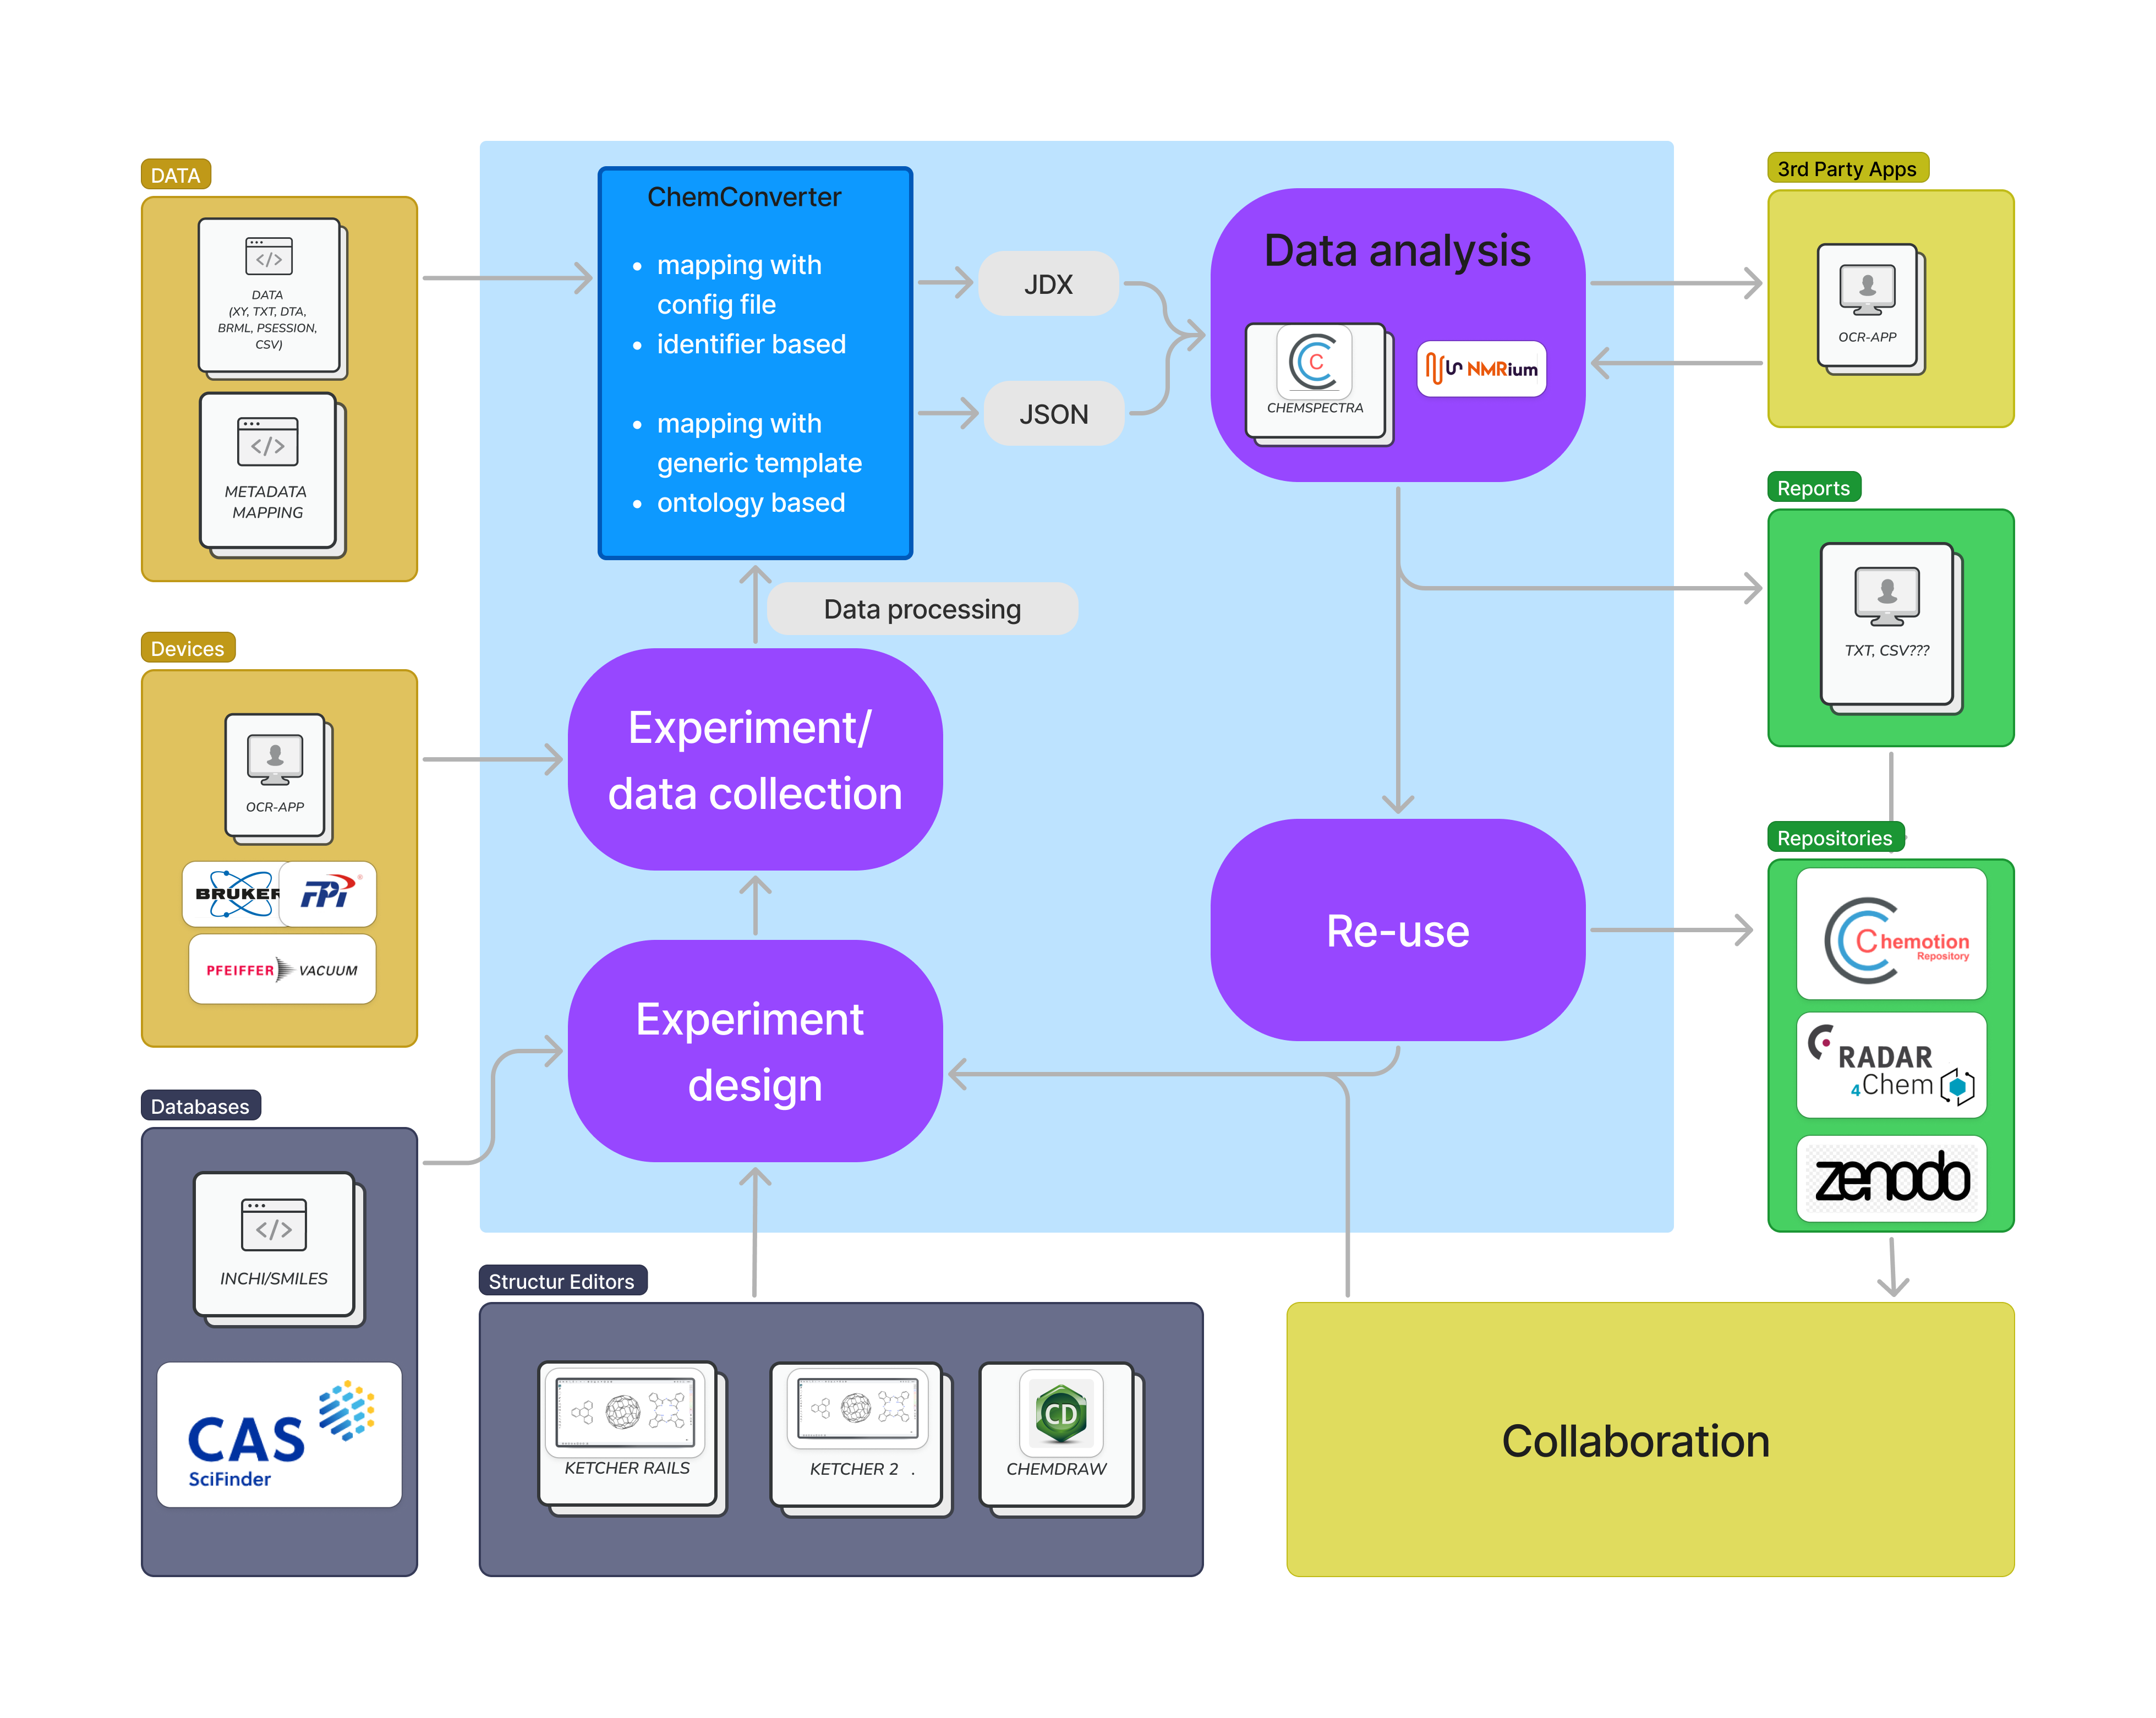 DATA
DATA
(XY, TXT, DTA,
BRML, PSESSION,
CSV)
METADATA
MAPPING
Devices
OCR-APP
BRUKER
FPI
PFEIFFER VACUUM
Databases
INCHI/SMILES
CAS
SciFinder
ChemConverter
• mapping with
config file
• identifier based
• mapping with
generic template
• ontology based
JDX
JSON
Data processing
Experiment/
data collection
Experiment
design
Data analysis
C
CHEMSPECTRA
NMRium
Re-use
Structur Editors
KETCHER RAILS
KETCHER 2 .
CD
CHEMDRAW
3rd Party Apps
OCR-APP
Reports
TXT, CSV???
Repositories
Chemotion
Repository
RADAR
4Chem
zenodo
Collaboration